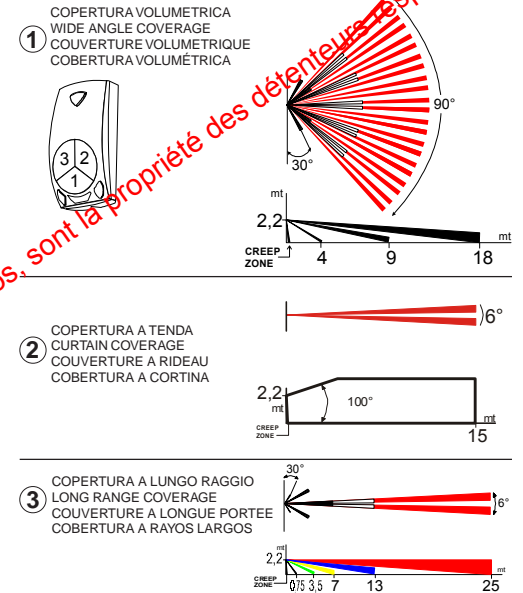 COPERTURA VOLUMETRICA
WIDE ANGLE COVERAGE
COUVERTURE VOLUMETRIQUE
COBERTURA VOLUMÉTRICA
1
3 2
1
90°
30°
mt
2,2
mt
CREEP
ZONE
4 9 18
os, sont la propriété des détenteurs resp
2
COPERTURA A TENDA
CURTAIN COVERAGE
COUVERTURE A RIDEAU
COBERTURA A CORTINA
6°
2,2
mt
100°
mt
CREEP
ZONE
15
3
COPERTURA A LUNGO RAGGIO
LONG RANGE COVERAGE
COUVERTURE A LONGUE PORTEE
COBERTURA A RAYOS LARGOS
30°
6°
mt
2,2
mt
CREEP
ZONE
0,75 3,5 7 13 25